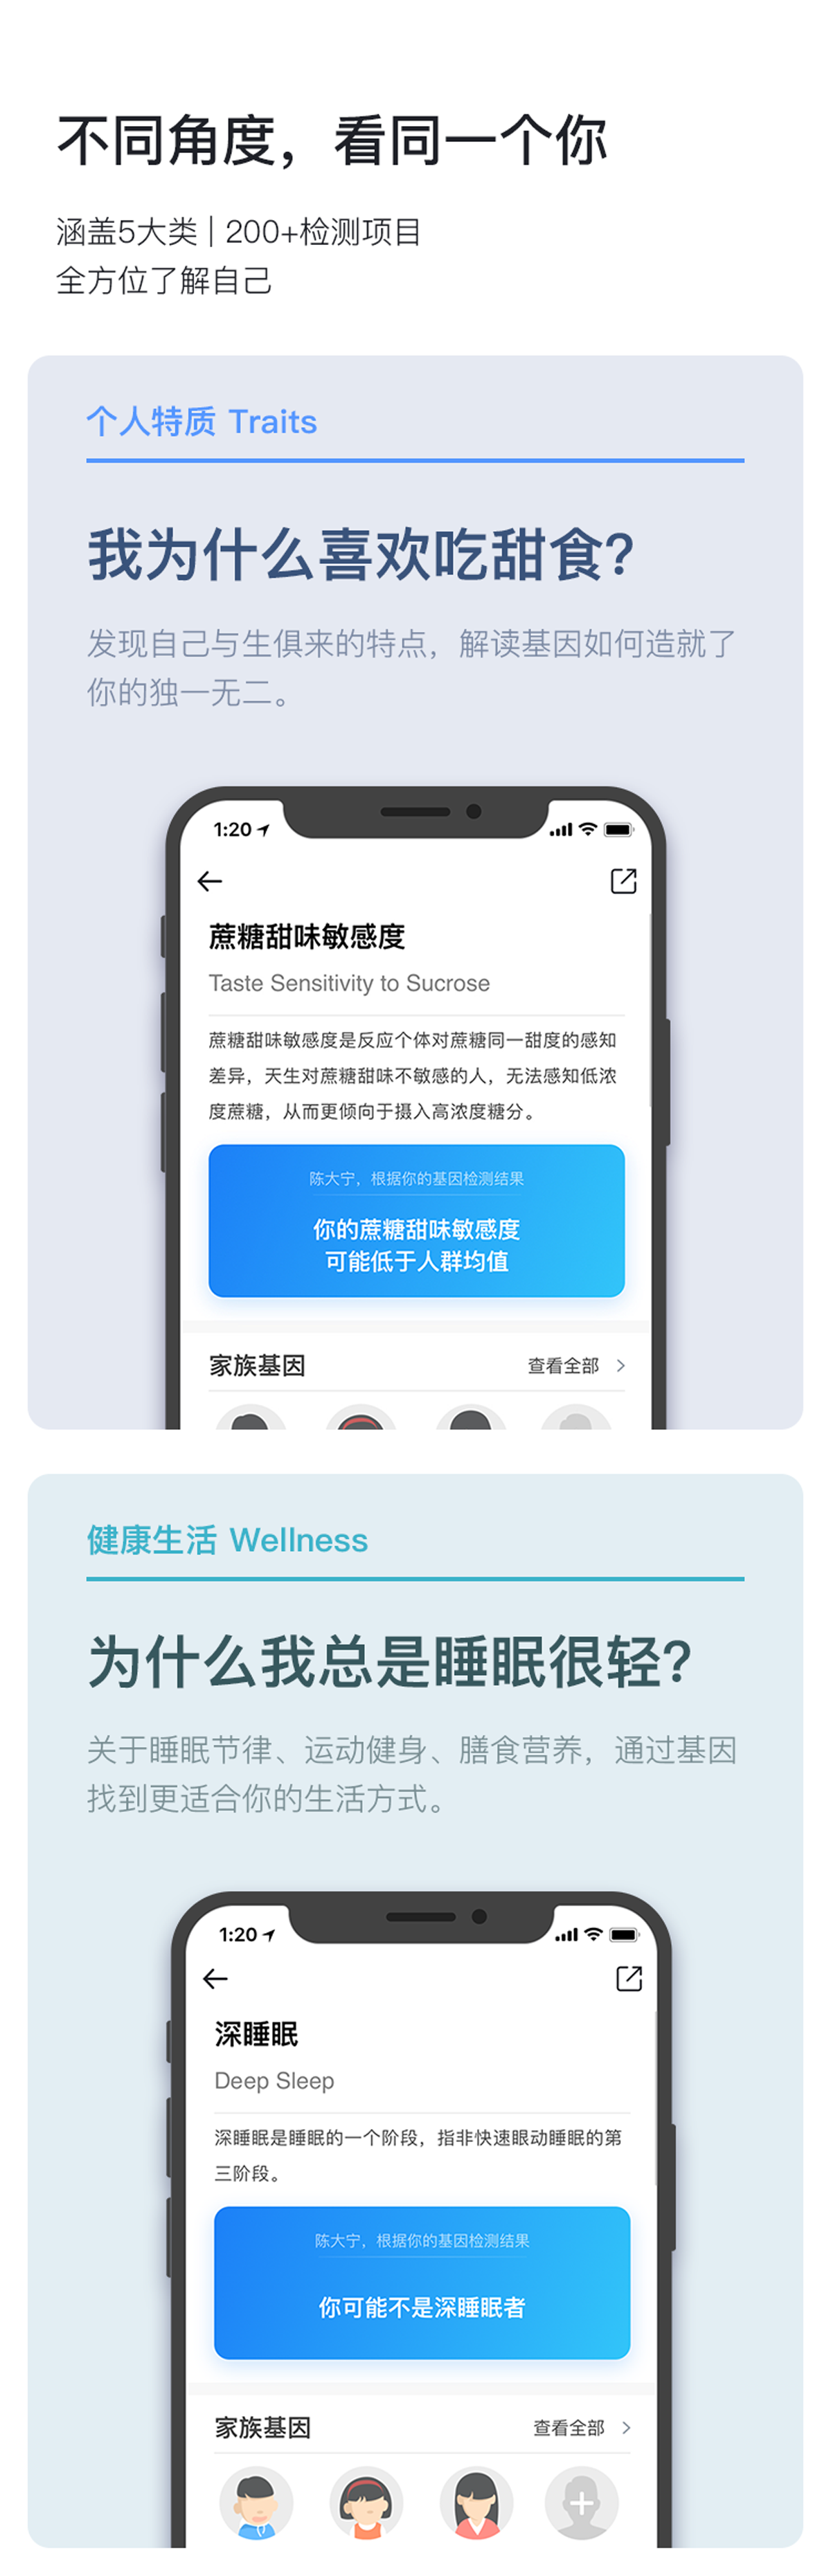 不同角度，看同一个你
涵盖5大类 | 200+检测项目
全方位了解自己
个人特质 Traits
我为什么喜欢吃甜食?
发现自己与生俱来的特点，解读基因如何造就了
你的独一无二。
1:20
蔗糖甜味敏感度
Taste Sensitivity to Sucrose
蔗糖甜味敏感度是反应个体对蔗糖同一甜度的感知
差异，天生对蔗糖甜味不敏感的人，无法感知低浓
度蔗糖，从而更倾向于摄入高浓度糖分。
陈大宁，根据你的基因检测结果
你的蔗糖甜味敏感度
可能低于人群均值
家族基因 查看全部 >
健康生活 Wellness
为什么我总是睡眠很轻?
关于睡眠节律、运动健身、膳食营养，通过基因
找到更适合你的生活方式。
1:20
深睡眠
Deep Sleep
深睡眠是睡眠的一个阶段，指非快速眼动睡眠的第
三阶段。
陈大宁，根据你的基因检测结果
你可能不是深睡眠者
家族基因 查看全部 >